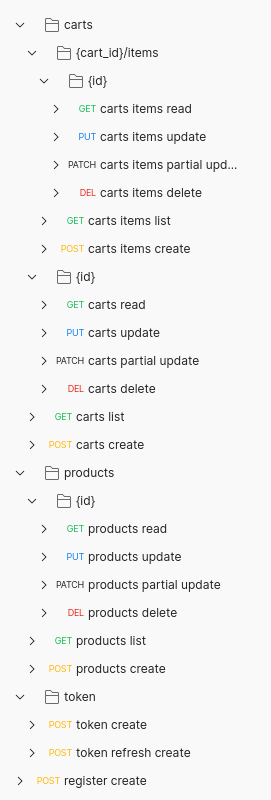 carts
{cart_id}/items
{id}
GET carts items read
PUT carts items update
PATCH carts items partial upd...
DEL carts items delete
GET carts items list
POST carts items create
{id}
GET carts read
PUT carts update
PATCH carts partial update
DEL carts delete
GET carts list
POST carts create
products
{id}
GET products read
PUT products update
PATCH products partial update
DEL products delete
GET products list
POST products create
token
POST token create
POST token refresh create
POST register create